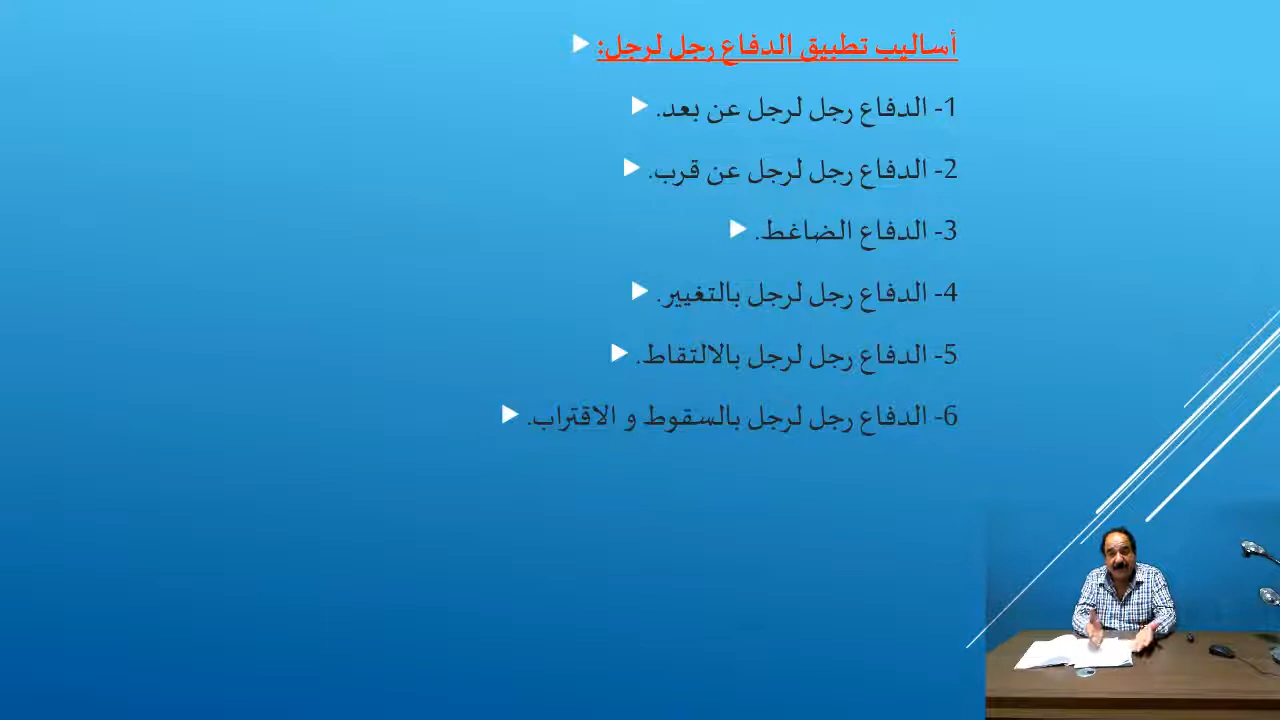 أساليب تطبيق الدفاع رجل لرجل:
1- الدفاع رجل لرجل عن بعد.
2- الدفاع رجل لرجل عن قرب.
3- الدفاع الضاغط.
4- الدفاع رجل لرجل بالتغيير.
5- الدفاع رجل لرجل بالالتقاط.
6- الدفاع رجل لرجل بالسقوط و الاقتراب.